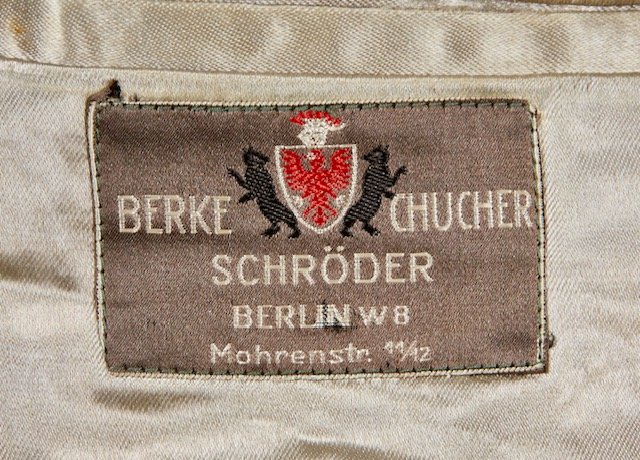 BERKE CHUCHER
SCHRÖDER
BERLIN W8
Mohrenstr. 11/12